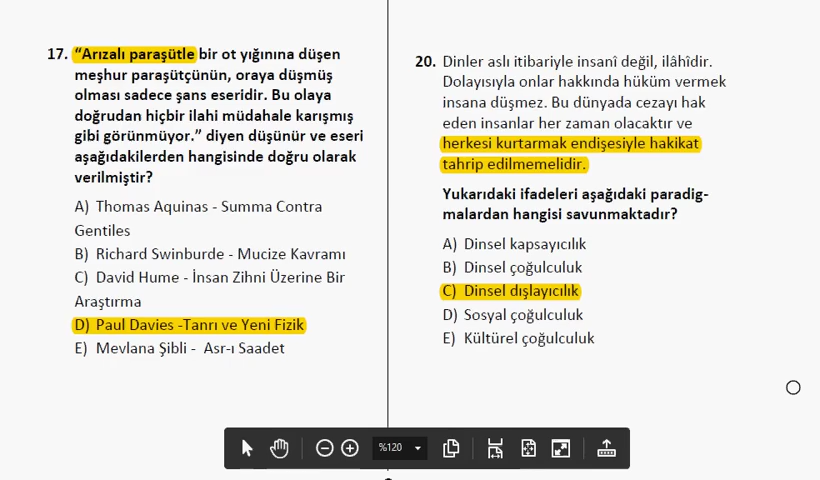 17. “Arızalı paraşütle bir ot yığınına düşen
meşhur paraşütçünün, oraya düşmüş
olması sadece şans eseridir. Bu olaya
doğrudan hiçbir ilahi müdahale karışmış
gibi görünmüyor.” diyen düşünür ve eseri
aşağıdakilerden hangisinde doğru olarak
verilmiştir?
A) Thomas Aquinas - Summa Contra
Gentiles
B) Richard Swinburde - Mucize Kavramı
C) David Hume - İnsan Zihni Üzerine Bir
Araştırma
D) Paul Davies -Tanrı ve Yeni Fizik
E) Mevlana Şibli - Asr-ı Saadet
20. Dinler aslı itibariyle insanî değil, ilâhîdir.
Dolayısıyla onlar hakkında hüküm vermek
insana düşmez. Bu dünyada cezayı hak
eden insanlar her zaman olacaktır ve
herkesi kurtarmak endişesiyle hakikat
tahrip edilmemelidir.
Yukarıdaki ifadeleri aşağıdaki paradig-
malardan hangisi savunmaktadır?
A) Dinsel kapsayıcılık
B) Dinsel çoğulculuk
C) Dinsel dışlayıcılık
D) Sosyal çoğulculuk
E) Kültürel çoğulculuk
%120